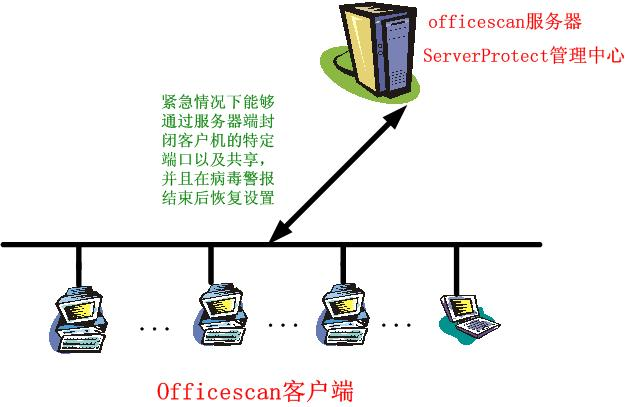 officescan服务器
ServerProtect管理中心
紧急情况下能够
通过服务器端封
闭客户机的特定
端口以及共享，
并且在病毒警报
结束后恢复设置
... ... ...
Officescan客户端